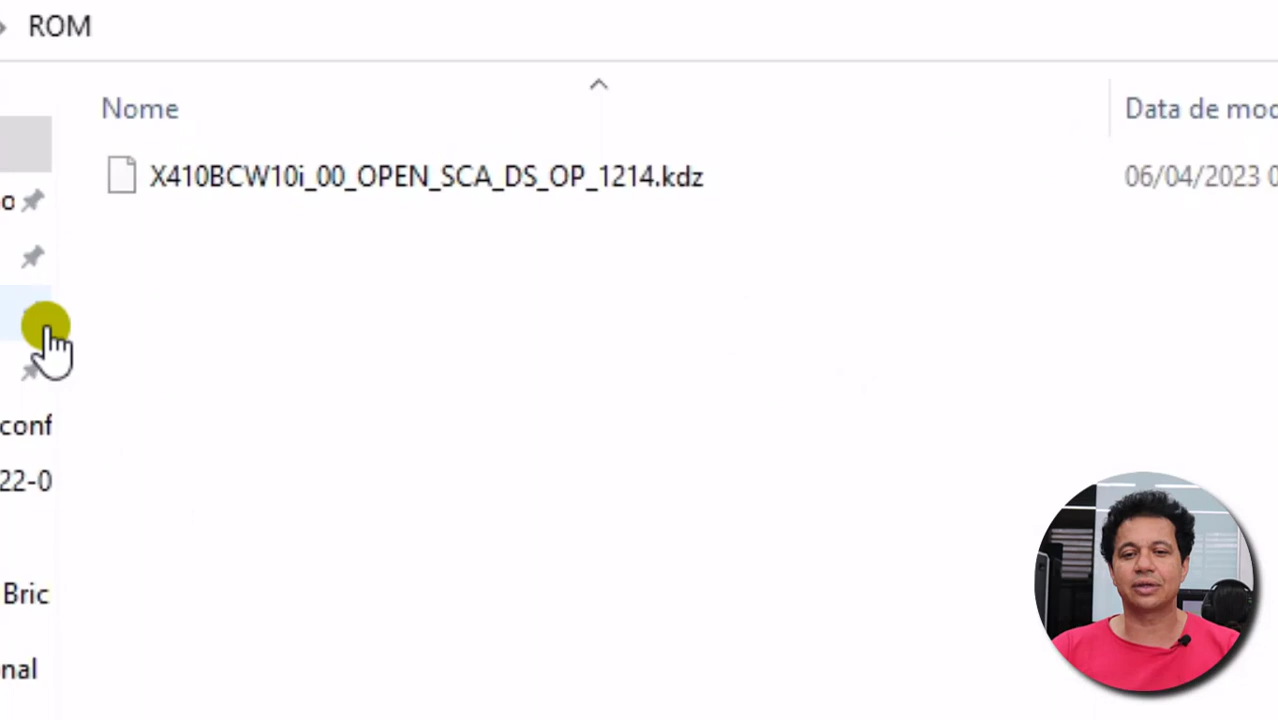 ROM
Nome
Data de moc
X410BCW10i_00_OPEN_SCA_DS_OP_1214.kdz
06/04/2023 0
o
conf
22-0
Bric
nal